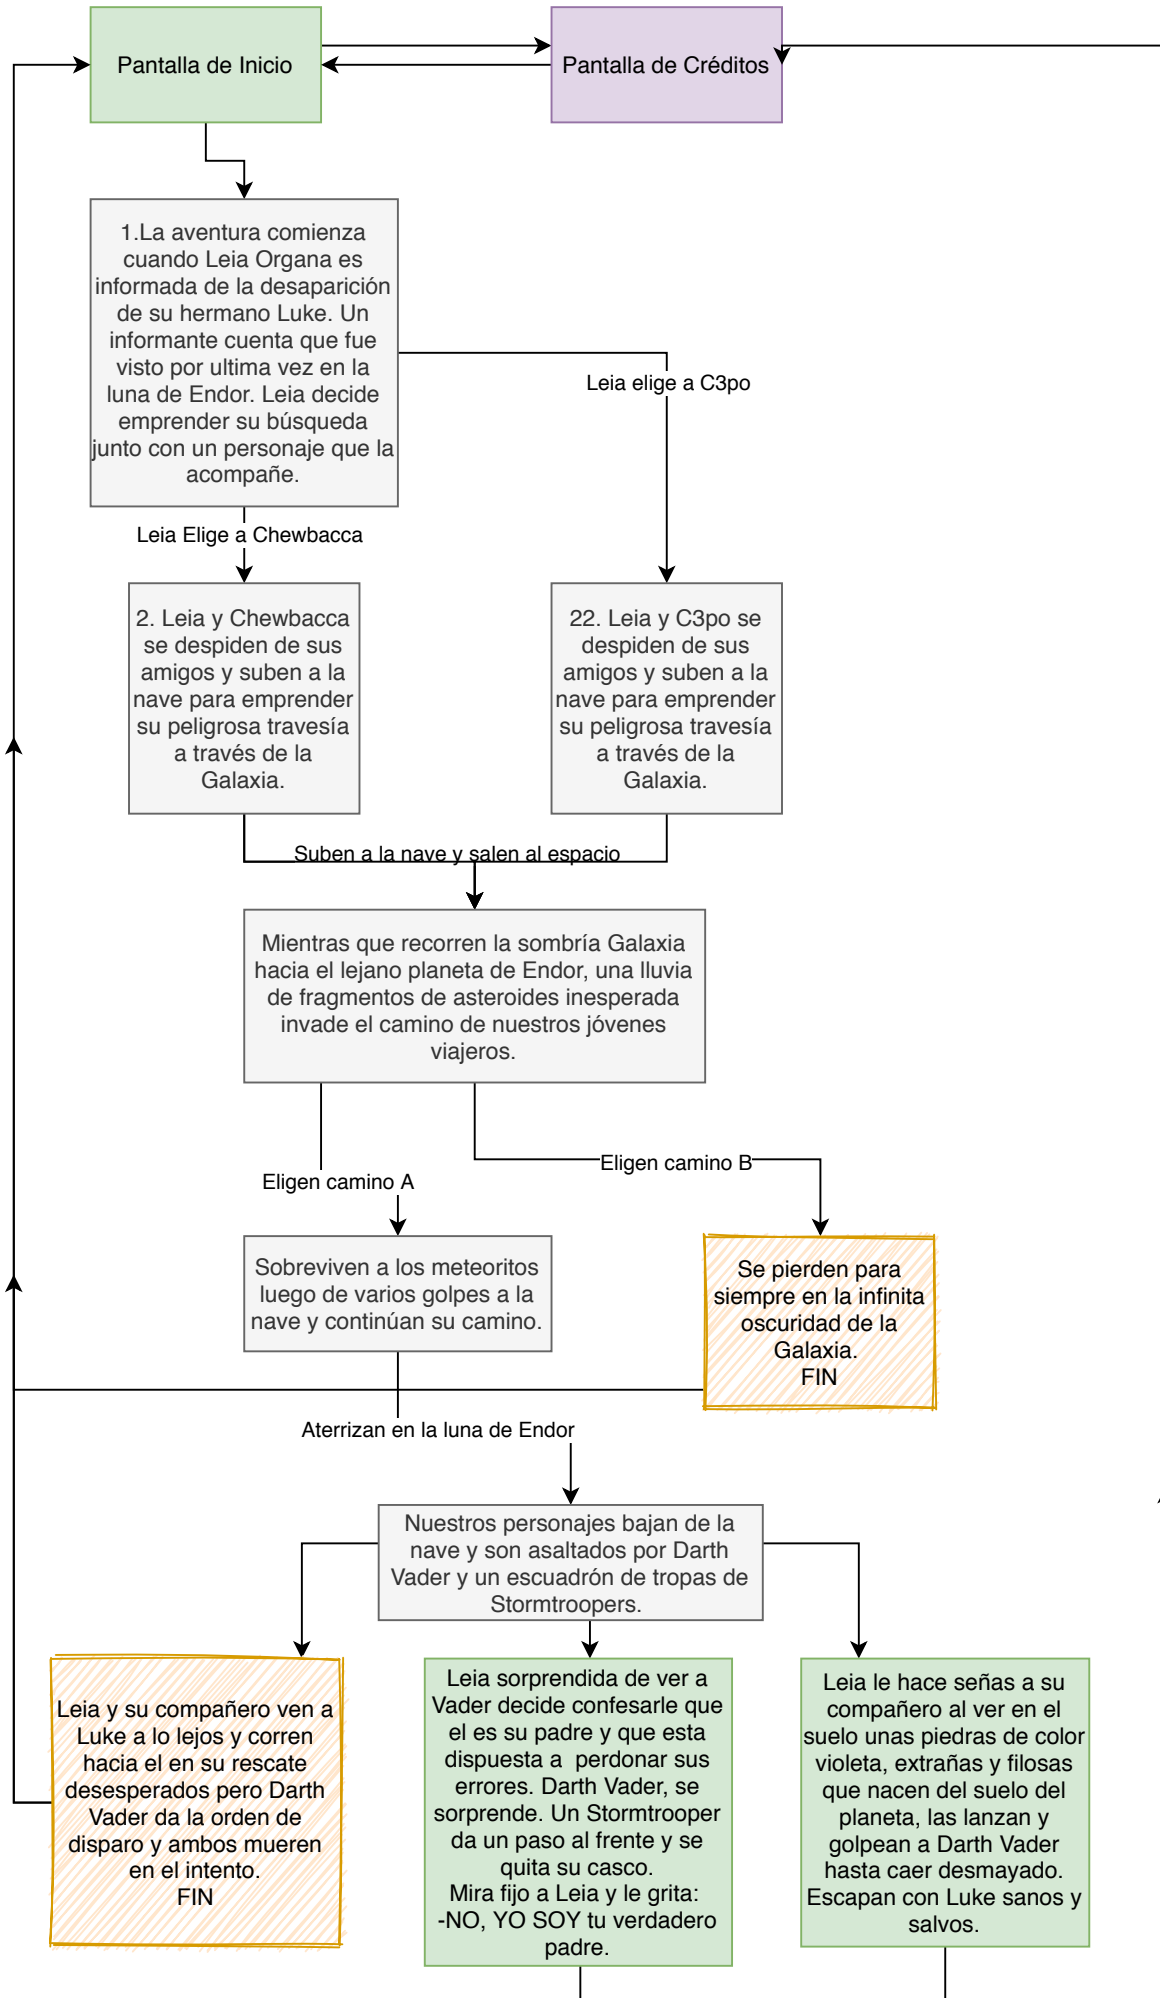 Pantalla de Inicio
Pantalla de Créditos
1.La aventura comienza
cuando Leia Organa es
informada de la desaparición
de su hermano Luke. Un
informante cuenta que fue
visto por ultima vez en la
luna de Endor. Leia decide
emprender su búsqueda
junto con un personaje que la
acompañe.
Leia elige a C3po
Leia Elige a Chewbacca
2. Leia y Chewbacca
se despiden de sus
amigos y suben a la
nave para emprender
su peligrosa travesía
a través de la
Galaxia.
22. Leia y C3po se
despiden de sus
amigos y suben a la
nave para emprender
su peligrosa travesía
a través de la
Galaxia.
Suben a la nave y salen al espacio
Mientras que recorren la sombría Galaxia
hacia el lejano planeta de Endor, una lluvia
de fragmentos de asteroides inesperada
invade el camino de nuestros jóvenes
viajeros.
Eligen camino A
Eligen camino B
Sobreviven a los meteoritos
luego de varios golpes a la
nave y continúan su camino.
Se pierden para
siempre en la infinita
oscuridad de la
Galaxia.
FIN
Aterrizan en la luna de Endor
Nuestros personajes bajan de la
nave y son asaltados por Darth
Vader y un escuadrón de tropas de
Stormtroopers.
Leia y su compañero ven a
Luke a lo lejos y corren
hacia el en su rescate
desesperados pero Darth
Vader da la orden de
disparo y ambos mueren
en el intento.
FIN
Leia sorprendida de ver a
Vader decide confesarle que
el es su padre y que esta
dispuesta a  perdonar sus
errores. Darth Vader, se
sorprende. Un Stormtrooper
da un paso al frente y se
quita su casco.
Mira fijo a Leia y le grita:
-NO, YO SOY tu verdadero
padre.
Leia le hace señas a su
compañero al ver en el
suelo unas piedras de color
violeta, extrañas y filosas
que nacen del suelo del
planeta, las lanzan y
golpean a Darth Vader
hasta caer desmayado.
Escapan con Luke sanos y
salvos.